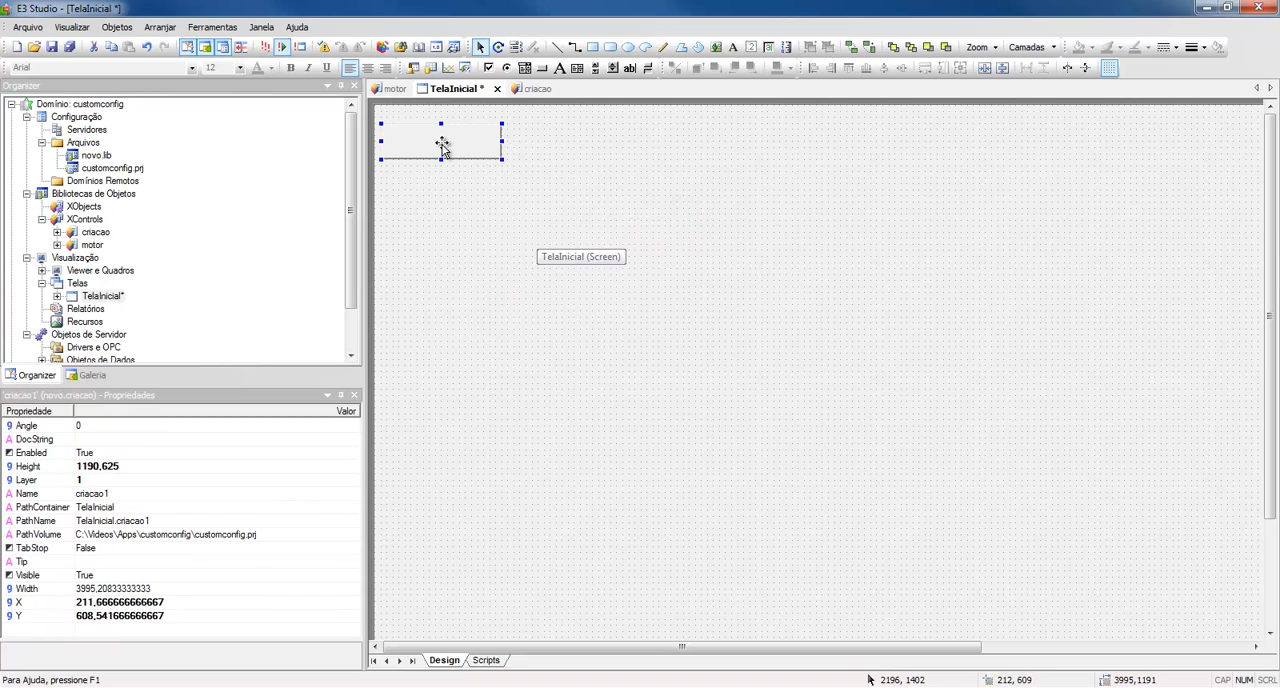 E3 Studio - [TelaInicial *]
Arquivo Visualizar Objetos Arranjar Ferramentas Janela Ajuda
Zoom Camadas
Arial 12 B I U
Organizer
motor TelaInicial * criacao
Domínio: customconfig
Configuração
Servidores
Arquivos
novo.lib
customconfig.prj
Domínios Remotos
Bibliotecas de Objetos
XObjects
XControls
criacao
motor
Visualização
Viewer e Quadros
Telas
TelaInicial*
Relatórios
Recursos
Objetos de Servidor
Drivers e OPC
Objetos de Dados
Organizer Galeria
TelaInicial (Screen)
'criacao1' (novo.criacao) - Propriedades
Propriedade Valor
Angle 0
DocString
Enabled True
Height 1190,625
Layer 1
Name criacao1
PathContainer TelaInicial
PathName TelaInicial.criacao1
PathVolume C:\Videos\Apps\customconfig\customconfig.prj
TabStop False
Tip
Visible True
Width 3995,20833333333
X 211,666666666667
Y 608,541666666667
Design Scripts
Para Ajuda, pressione F1 2196, 1402 212, 609 3995,1191 CAP NUM SCRL